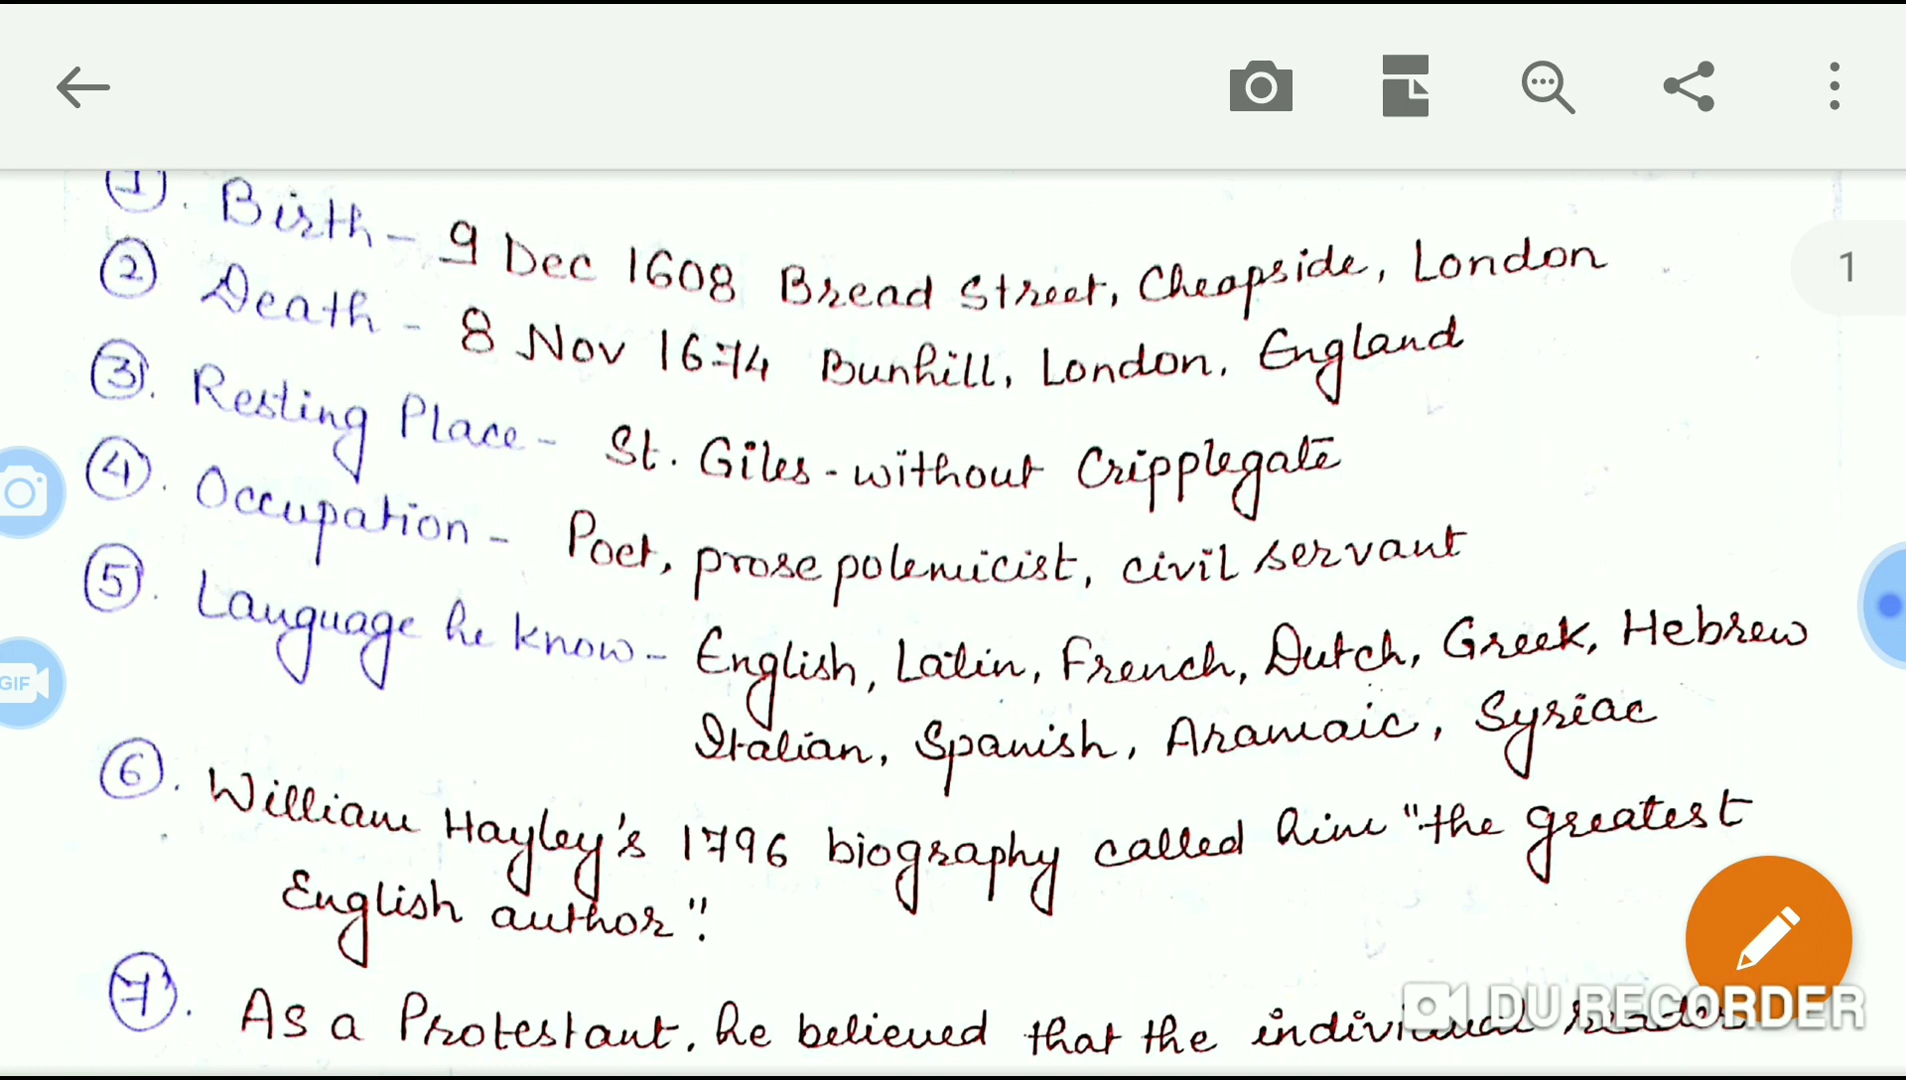 1
①. Birth - 9 Dec 1608 Bread Street, Cheapside, London
② Death - 8 Nov 1674 Bunhill, London, England
③. Resting Place - St. Giles - without Cripplegate
④. Occupation - Poet, prose polemicist, civil servant
⑤. Language he know - English, Latin, French, Dutch, Greek, Hebrew
Italian, Spanish, Aramaic, Syriac
⑥. William Hayley's 1796 biography called him "the greatest
English author".
⑦. As a Protestant, he believed that the individual reader
GIF
DU RECORDER